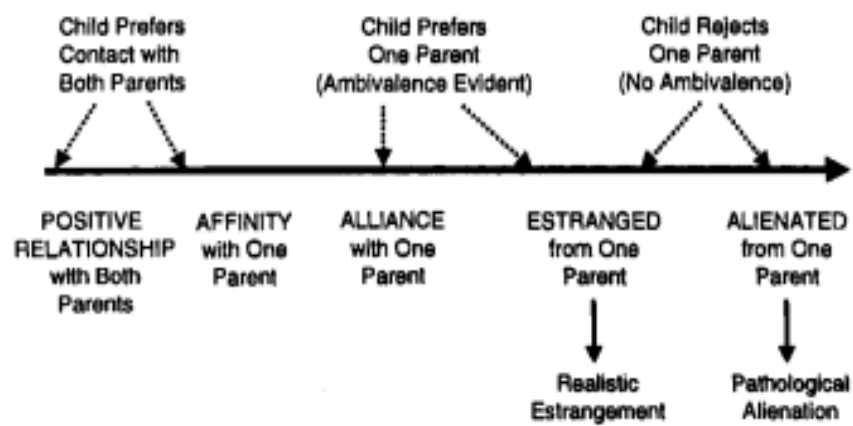 Child Prefers
Contact with
Both Parents
Child Prefers
One Parent
(Ambivalence Evident)
Child Rejects
One Parent
(No Ambivalence)
POSITIVE
RELATIONSHIP
with Both
Parents
AFFINITY
with One
Parent
ALLIANCE
with One
Parent
ESTRANGED
from One
Parent
ALIENATED
from One
Parent
Realistic
Estrangement
Pathological
Alienation